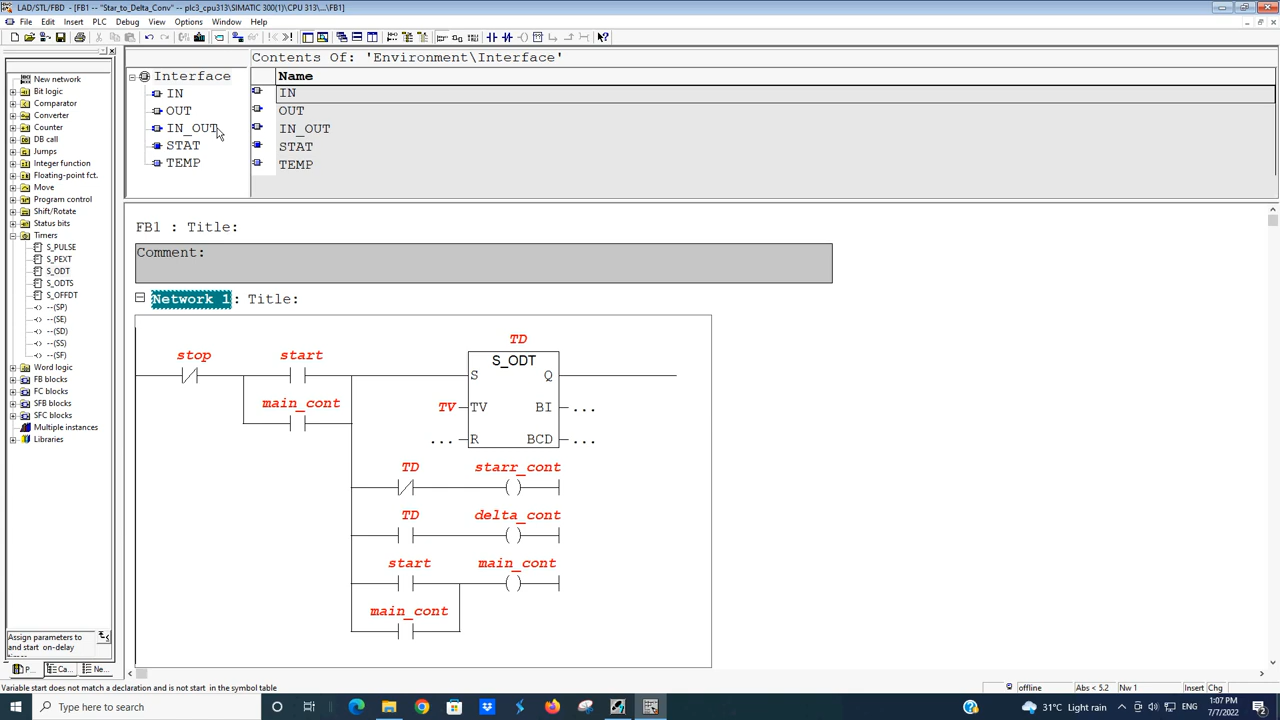 LAD/STL/FBD - [FB1 -- "Star_to_Delta_Conv" -- plc3_cpu313\SIMATIC 300(1)\CPU 313\...\FB1]
File Edit Insert PLC Debug View Options Window Help
New network
Bit logic
Comparator
Converter
Counter
DB call
Jumps
Integer function
Floating-point fct.
Move
Program control
Shift/Rotate
Status bits
Timers
S_PULSE
S_PEXT
S_ODT
S_ODTS
S_OFFDT
--(SP)
--(SE)
--(SD)
--(SS)
--(SF)
Word logic
FB blocks
FC blocks
SFB blocks
SFC blocks
Multiple instances
Libraries
Assign parameters to
and start on-delay
P... Ca... Ne...
Interface
IN
OUT
IN_OUT
STAT
TEMP
Contents Of: 'Environment\Interface'
Name
IN
OUT
IN_OUT
STAT
TEMP
FB1 : Title:
Comment:
Network 1: Title:
TD
stop start S_ODT
S Q
main_cont TV TV BI ...
... R BCD ...
TD starr_cont
TD delta_cont
start main_cont
main_cont
Variable start does not match a declaration and is not start in the symbol table
offline Abs < 5.2 Nw 1 Insert Chg
Type here to search
31°C Light rain
1:07 PM
7/7/2022